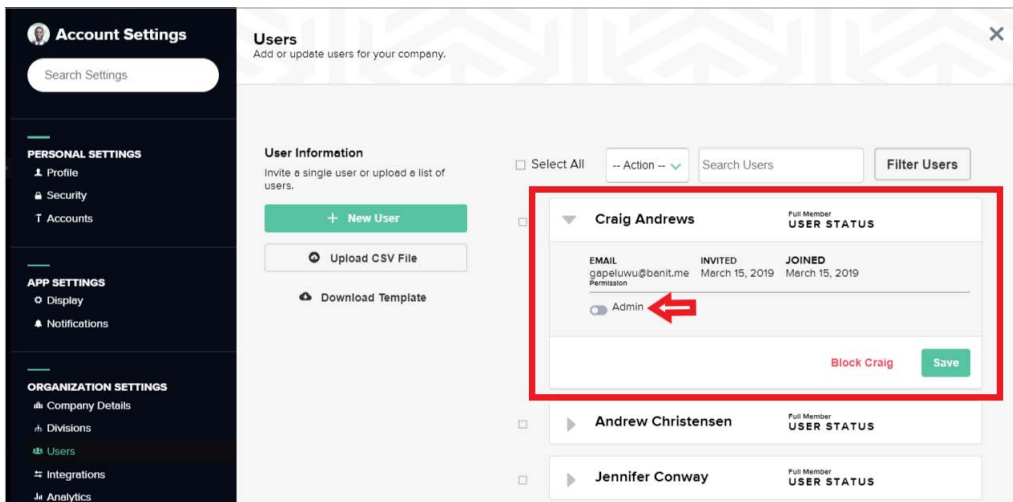 Account Settings
Search Settings
PERSONAL SETTINGS
Profile
Security
Accounts
APP SETTINGS
Display
Notifications
ORGANIZATION SETTINGS
Company Details
Divisions
Users
Integrations
Analytics
Users
Add or update users for your company.
User Information
Invite a single user or upload a list of
users.
+ New User
Upload CSV File
Download Template
Select All
-- Action --
Search Users
Filter Users
Craig Andrews
Full Member
USER STATUS
EMAIL INVITED JOINED
gapeluwu@banit.me March 15, 2019 March 15, 2019
Permission
Admin
Block Craig
Save
Andrew Christensen
Full Member
USER STATUS
Jennifer Conway
Full Member
USER STATUS